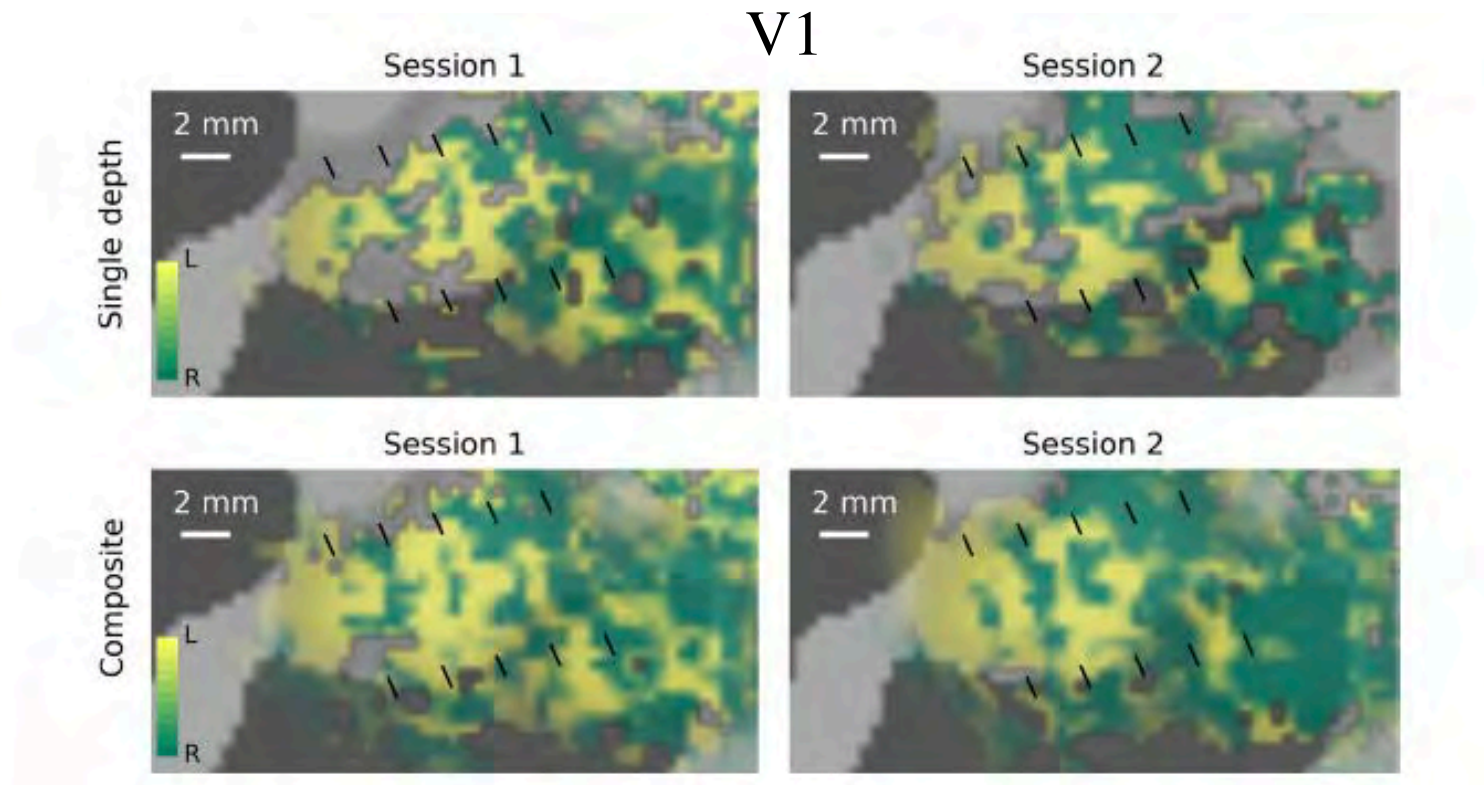 V1
Session 1
Session 2
Single depth
2 mm
L
R
2 mm
Session 1
Session 2
Composite
2 mm
L
R
2 mm